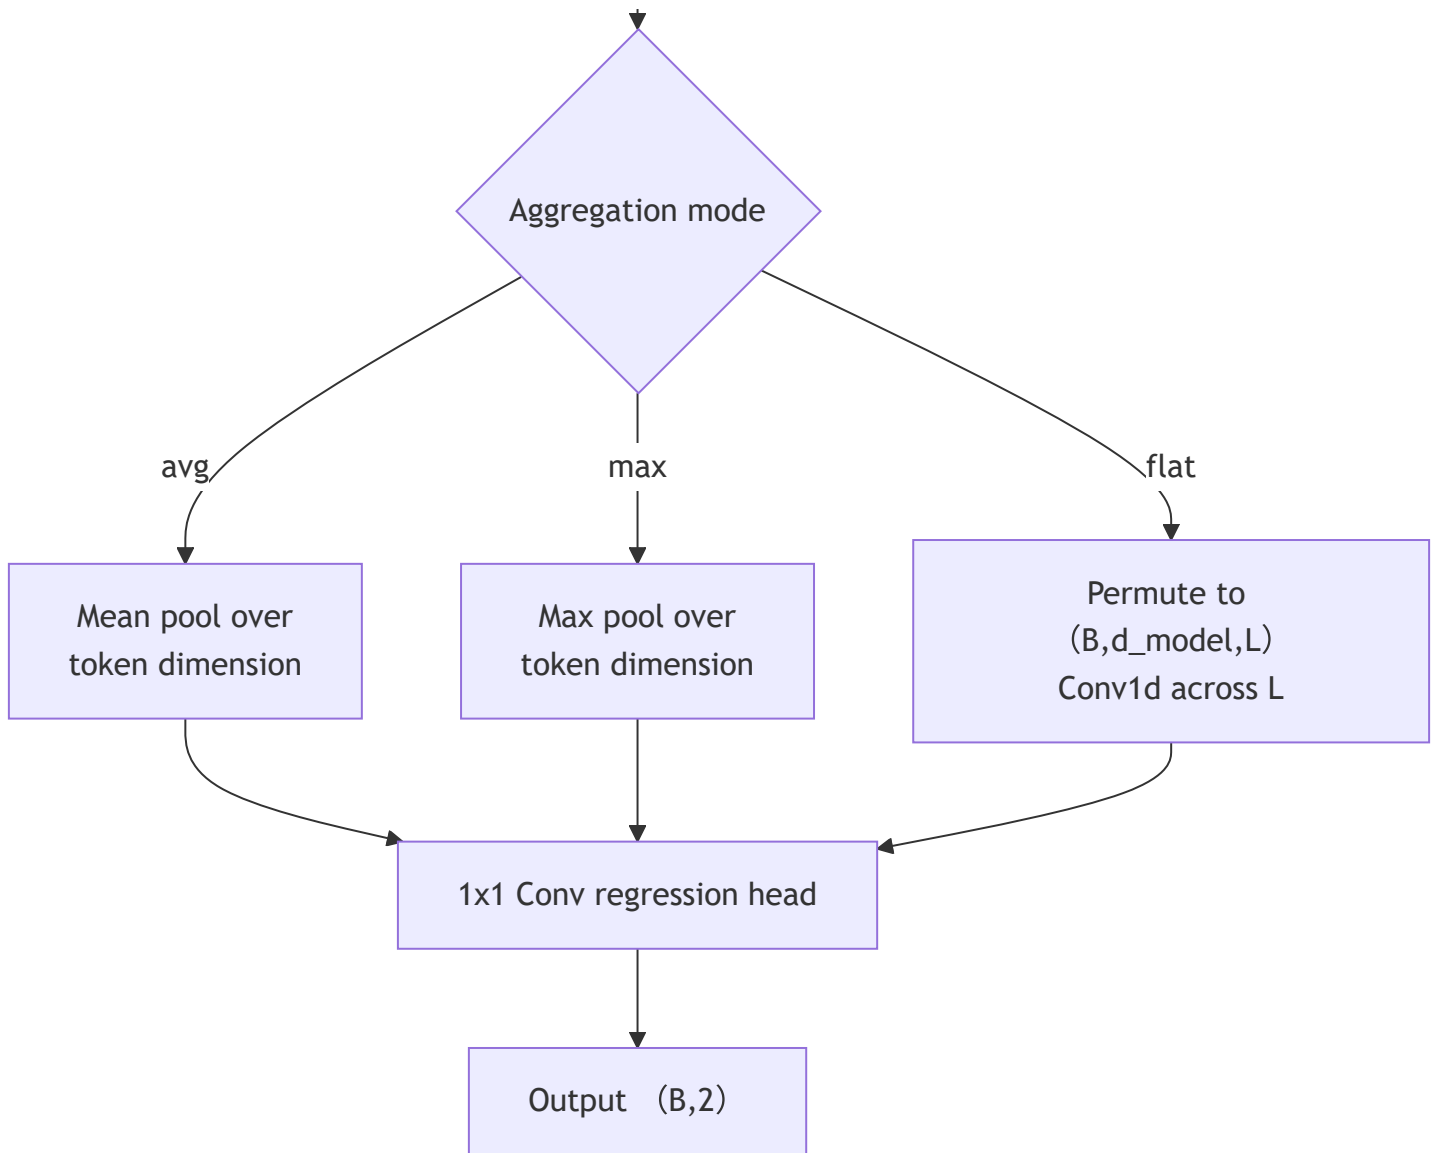 Aggregation mode
avg
max
flat
Mean pool over
token dimension
Max pool over
token dimension
Permute to
（B,d_model,L）
Conv1d across L
1x1 Conv regression head
Output （B,2）